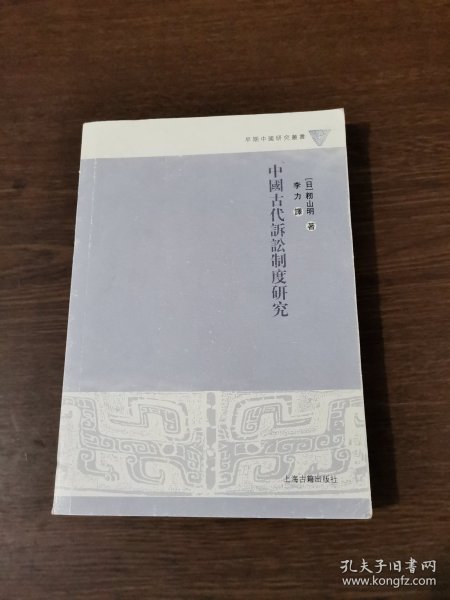 早期中國研究叢書
中國古代訴訟制度研究
［日］籾山明 著
李力 譯
上海古籍出版社
孔夫子旧书网
www.kongfz.com